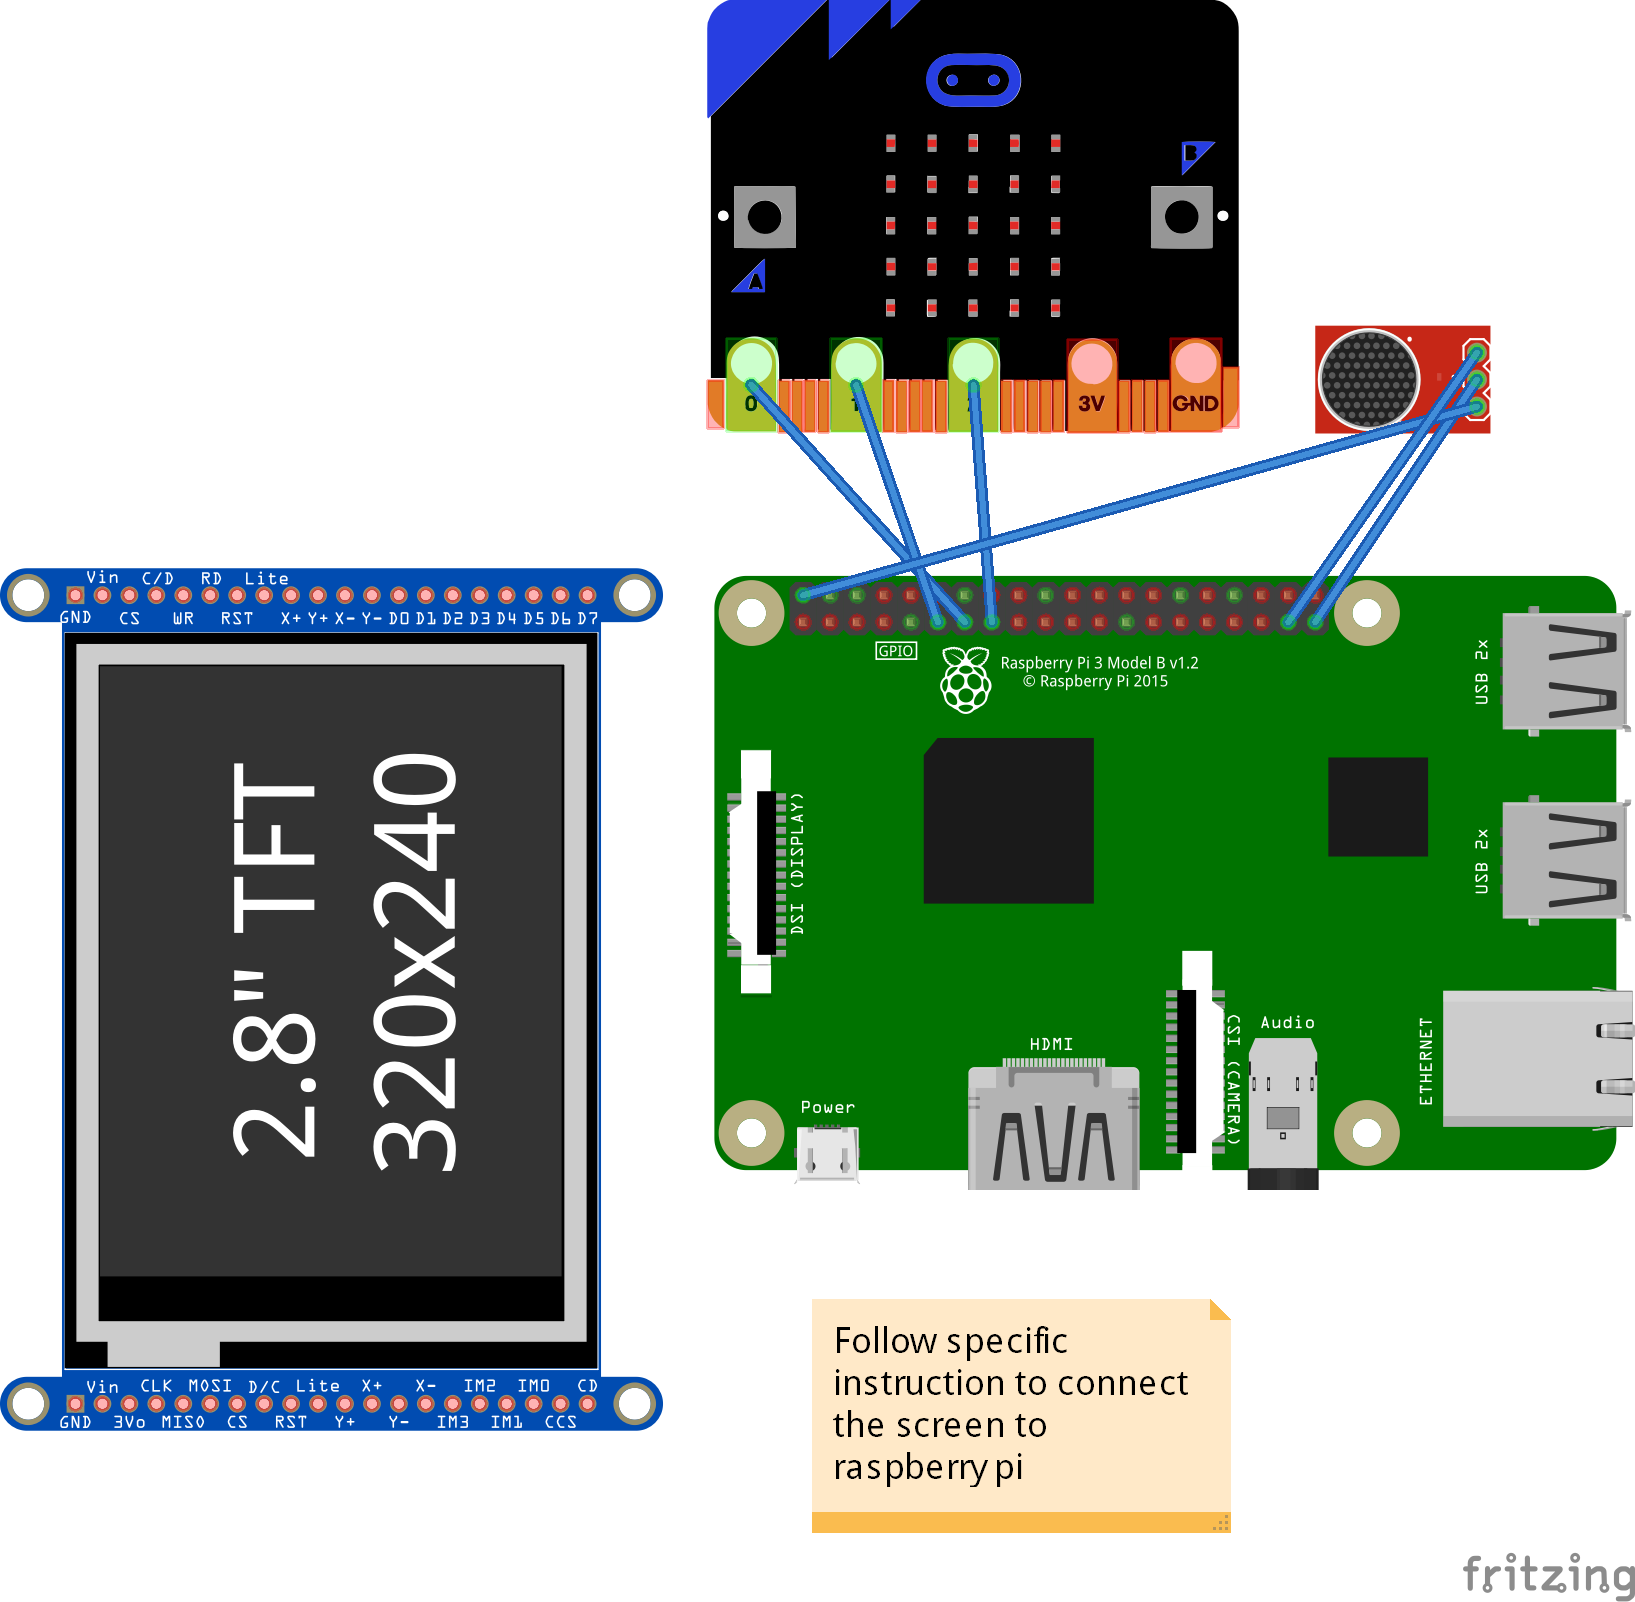 B
A
0
1
3V
GND
Vin C/D RD Lite
GND CS WR RST X+ Y+ X- Y- D0 D1 D2 D3 D4 D5 D6 D7
2.8" TFT
320x240
Vin CLK MOSI D/C Lite X+ X- IM2 IM0 CD
GND 3Vo MISO CS RST Y+ Y- IM3 IM1 CCS
GPIO
Raspberry Pi 3 Model B v1.2
© Raspberry Pi 2015
USB 2x
USB 2x
DSI (DISPLAY)
HDMI
CSI (CAMERA)
Audio
ETHERNET
Power
Follow specific
instruction to connect
the screen to
raspberry pi
fritzing